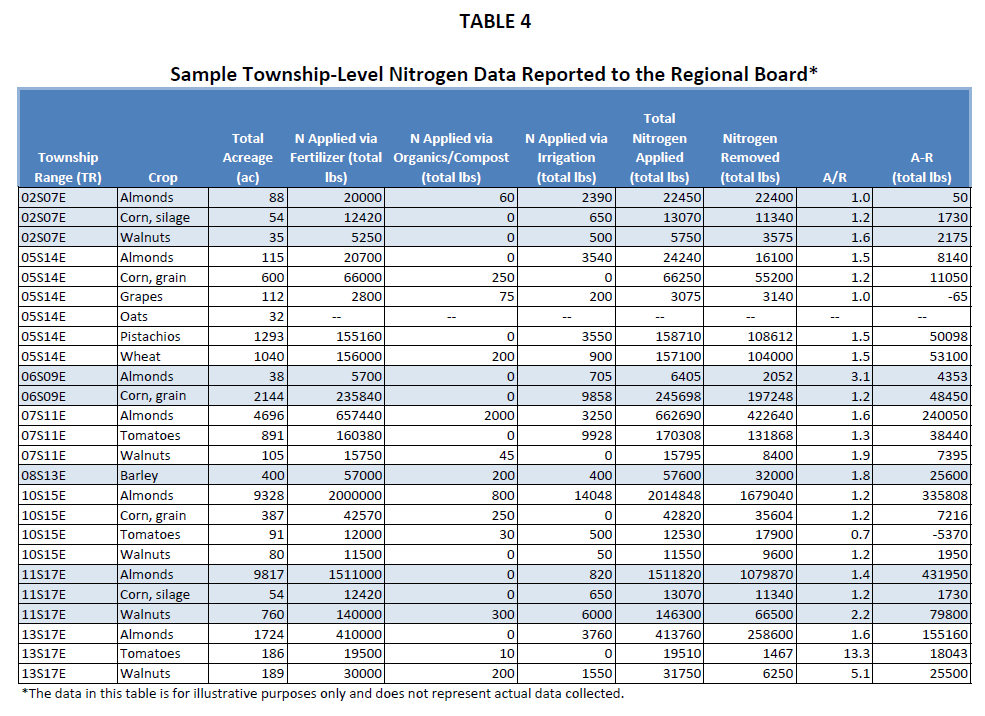 TABLE 4
Sample Township-Level Nitrogen Data Reported to the Regional Board*
Township Range (TR) Crop Total Acreage (ac) N Applied via Fertilizer (total lbs) N Applied via Organics/Compost (total lbs) N Applied via Irrigation (total lbs) Total Nitrogen Applied (total lbs) Nitrogen Removed (total lbs) A/R A-R (total lbs)
02S07E Almonds 88 20000 60 2390 22450 22400 1.0 50
02S07E Corn, silage 54 12420 0 650 13070 11340 1.2 1730
02S07E Walnuts 35 5250 0 500 5750 3575 1.6 2175
05S14E Almonds 115 20700 0 3540 24240 16100 1.5 8140
05S14E Corn, grain 600 66000 250 0 66250 55200 1.2 11050
05S14E Grapes 112 2800 75 200 3075 3140 1.0 -65
05S14E Oats 32 -- -- -- -- -- -- --
05S14E Pistachios 1293 155160 0 3550 158710 108612 1.5 50098
05S14E Wheat 1040 156000 200 900 157100 104000 1.5 53100
06S09E Almonds 38 5700 0 705 6405 2052 3.1 4353
06S09E Corn, grain 2144 235840 0 9858 245698 197248 1.2 48450
07S11E Almonds 4696 657440 2000 3250 662690 422640 1.6 240050
07S11E Tomatoes 891 160380 0 9928 170308 131868 1.3 38440
07S11E Walnuts 105 15750 45 0 15795 8400 1.9 7395
08S13E Barley 400 57000 200 400 57600 32000 1.8 25600
10S15E Almonds 9328 2000000 800 14048 2014848 1679040 1.2 335808
10S15E Corn, grain 387 42570 250 0 42820 35604 1.2 7216
10S15E Tomatoes 91 12000 30 500 12530 17900 0.7 -5370
10S15E Walnuts 80 11500 0 50 11550 9600 1.2 1950
11S17E Almonds 9817 1511000 0 820 1511820 1079870 1.4 431950
11S17E Corn, silage 54 12420 0 650 13070 11340 1.2 1730
11S17E Walnuts 760 140000 300 6000 146300 66500 2.2 79800
13S17E Almonds 1724 410000 0 3760 413760 258600 1.6 155160
13S17E Tomatoes 186 19500 10 0 19510 1467 13.3 18043
13S17E Walnuts 189 30000 200 1550 31750 6250 5.1 25500
*The data in this table is for illustrative purposes only and does not represent actual data collected.